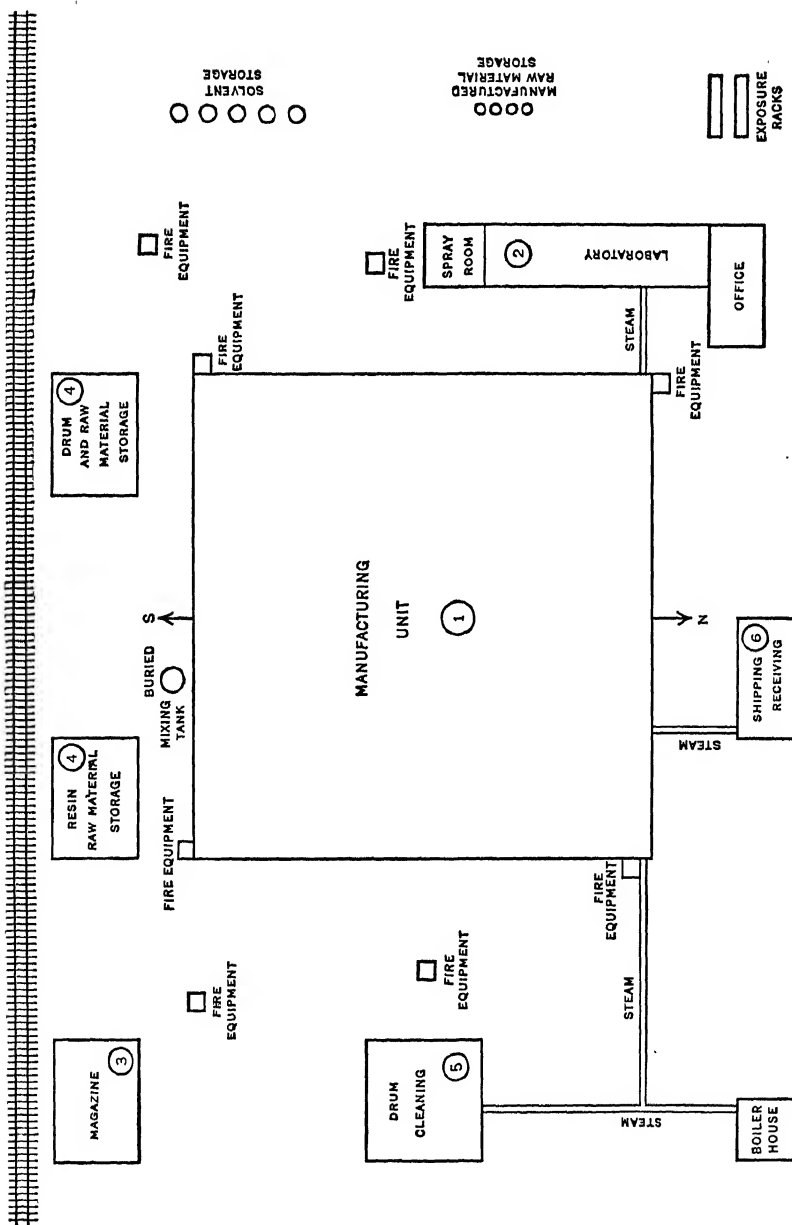 SOLVENT
STORAGE
MANUFACTURED
RAW MATERIAL
STORAGE
EXPOSURE
RACKS
FIRE
EQUIPMENT
FIRE
EQUIPMENT
SPRAY
ROOM
2
LABORATORY
OFFICE
STEAM
FIRE
EQUIPMENT
FIRE
EQUIPMENT
DRUM 4
AND RAW
MATERIAL
STORAGE
S
BURIED
MIXING
TANK
MANUFACTURING
UNIT
1
N
SHIPPING 6
RECEIVING
STEAM
RESIN 4
RAW MATERIAL
STORAGE
FIRE EQUIPMENT
FIRE
EQUIPMENT
FIRE
EQUIPMENT
FIRE
EQUIPMENT
STEAM
MAGAZINE
3
DRUM
CLEANING
5
STEAM
BOILER
HOUSE